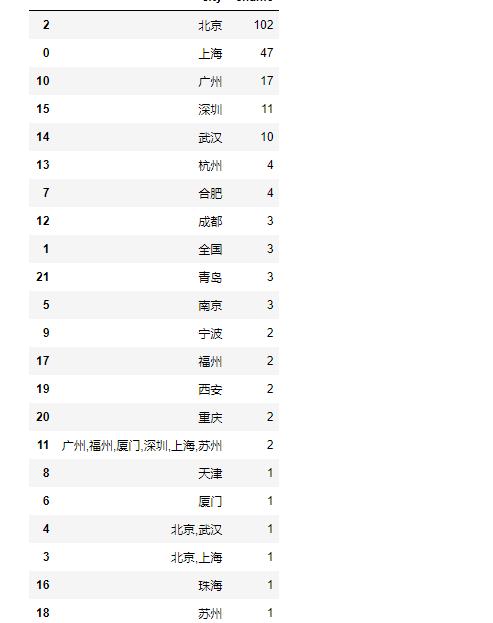 2 北京 102
0 上海 47
10 广州 17
15 深圳 11
14 武汉 10
13 杭州 4
7 合肥 4
12 成都 3
1 全国 3
21 青岛 3
5 南京 3
9 宁波 2
17 福州 2
19 西安 2
20 重庆 2
11 广州,福州,厦门,深圳,上海,苏州 2
8 天津 1
6 厦门 1
4 北京,武汉 1
3 北京,上海 1
16 珠海 1
18 苏州 1